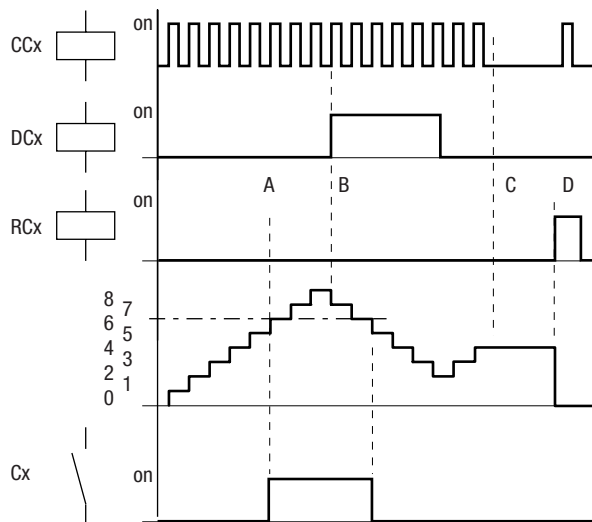 CCx on
DCx on
A B C D
RCx on
8 7
6 5
4 3
2 1
0
Cx on